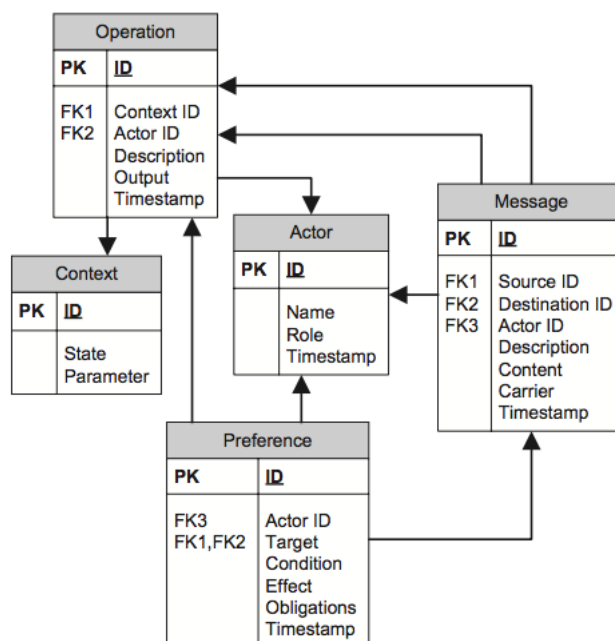 Operation
PK ID
FK1 Context ID
FK2 Actor ID
Description
Output
Timestamp
Message
PK ID
FK1 Source ID
FK2 Destination ID
FK3 Actor ID
Description
Content
Carrier
Timestamp
Actor
PK ID
Name
Role
Timestamp
Context
PK ID
State
Parameter
Preference
PK ID
FK3 Actor ID
FK1,FK2 Target
Condition
Effect
Obligations
Timestamp